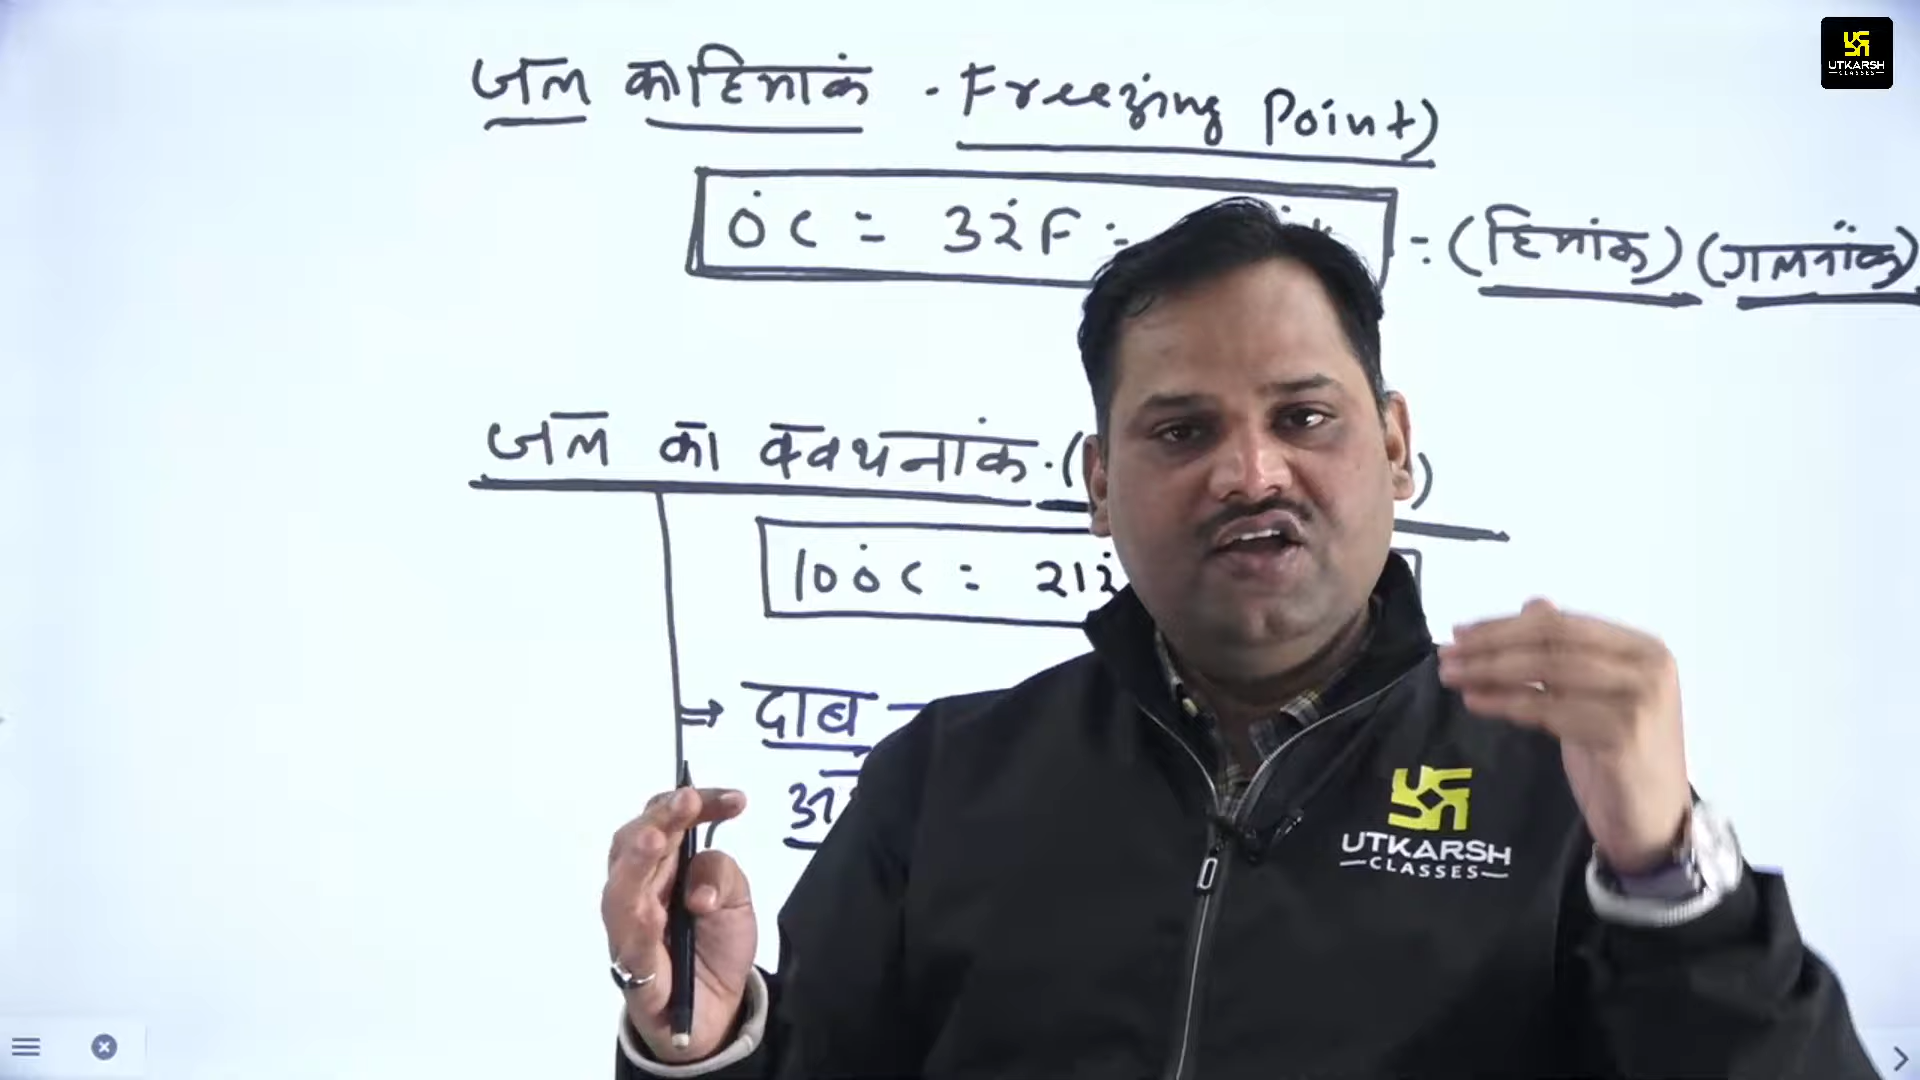 UTKARSH
CLASSES
जल का हिमांक - Freezing Point)
0°C = 32°F = = (हिमांक) (गलनांक)
जल का क्वथनांक - ( )
100°C = 212
दाब -
UTKARSH
CLASSES